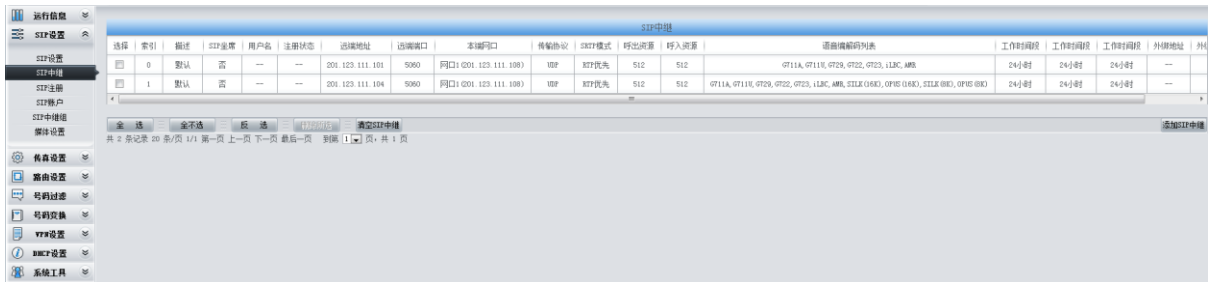 运行信息
SIP设置
SIP设置
SIP中继
SIP注册
SIP账户
SIP中继组
媒体设置
传真设置
路由设置
号码过滤
号码变换
VPN设置
DHCP设置
系统工具
SIP中继
选择 索引 描述 SIP坐席 用户名 注册状态 远端地址 远端端口 本端网口 传输协议 SRTP模式 呼出资源 呼入资源 语音编解码列表 工作时间段 工作时间段 工作时间段 外绑地址 外绑
0 默认 否 --- --- 201.123.111.101 5060 网口1(201.123.111.108) UDP RTP优先 512 512 G711A, G711U, G729, G722, G723, iLBC, AMR 24小时 24小时 24小时 ---
1 默认 否 --- --- 201.123.111.104 5060 网口1(201.123.111.108) UDP RTP优先 512 512 G711A, G711U, G729, G722, G723, iLBC, AMR, SILK(16K), OPUS(16K), SILK(8K), OPUS(8K) 24小时 24小时 24小时 ---
全 选 全不选 反 选 清空SIP中继 添加SIP中继
共 2 条记录 20 条/页 1/1 第一页 上一页 下一页 最后一页 到第 1 页, 共 1 页